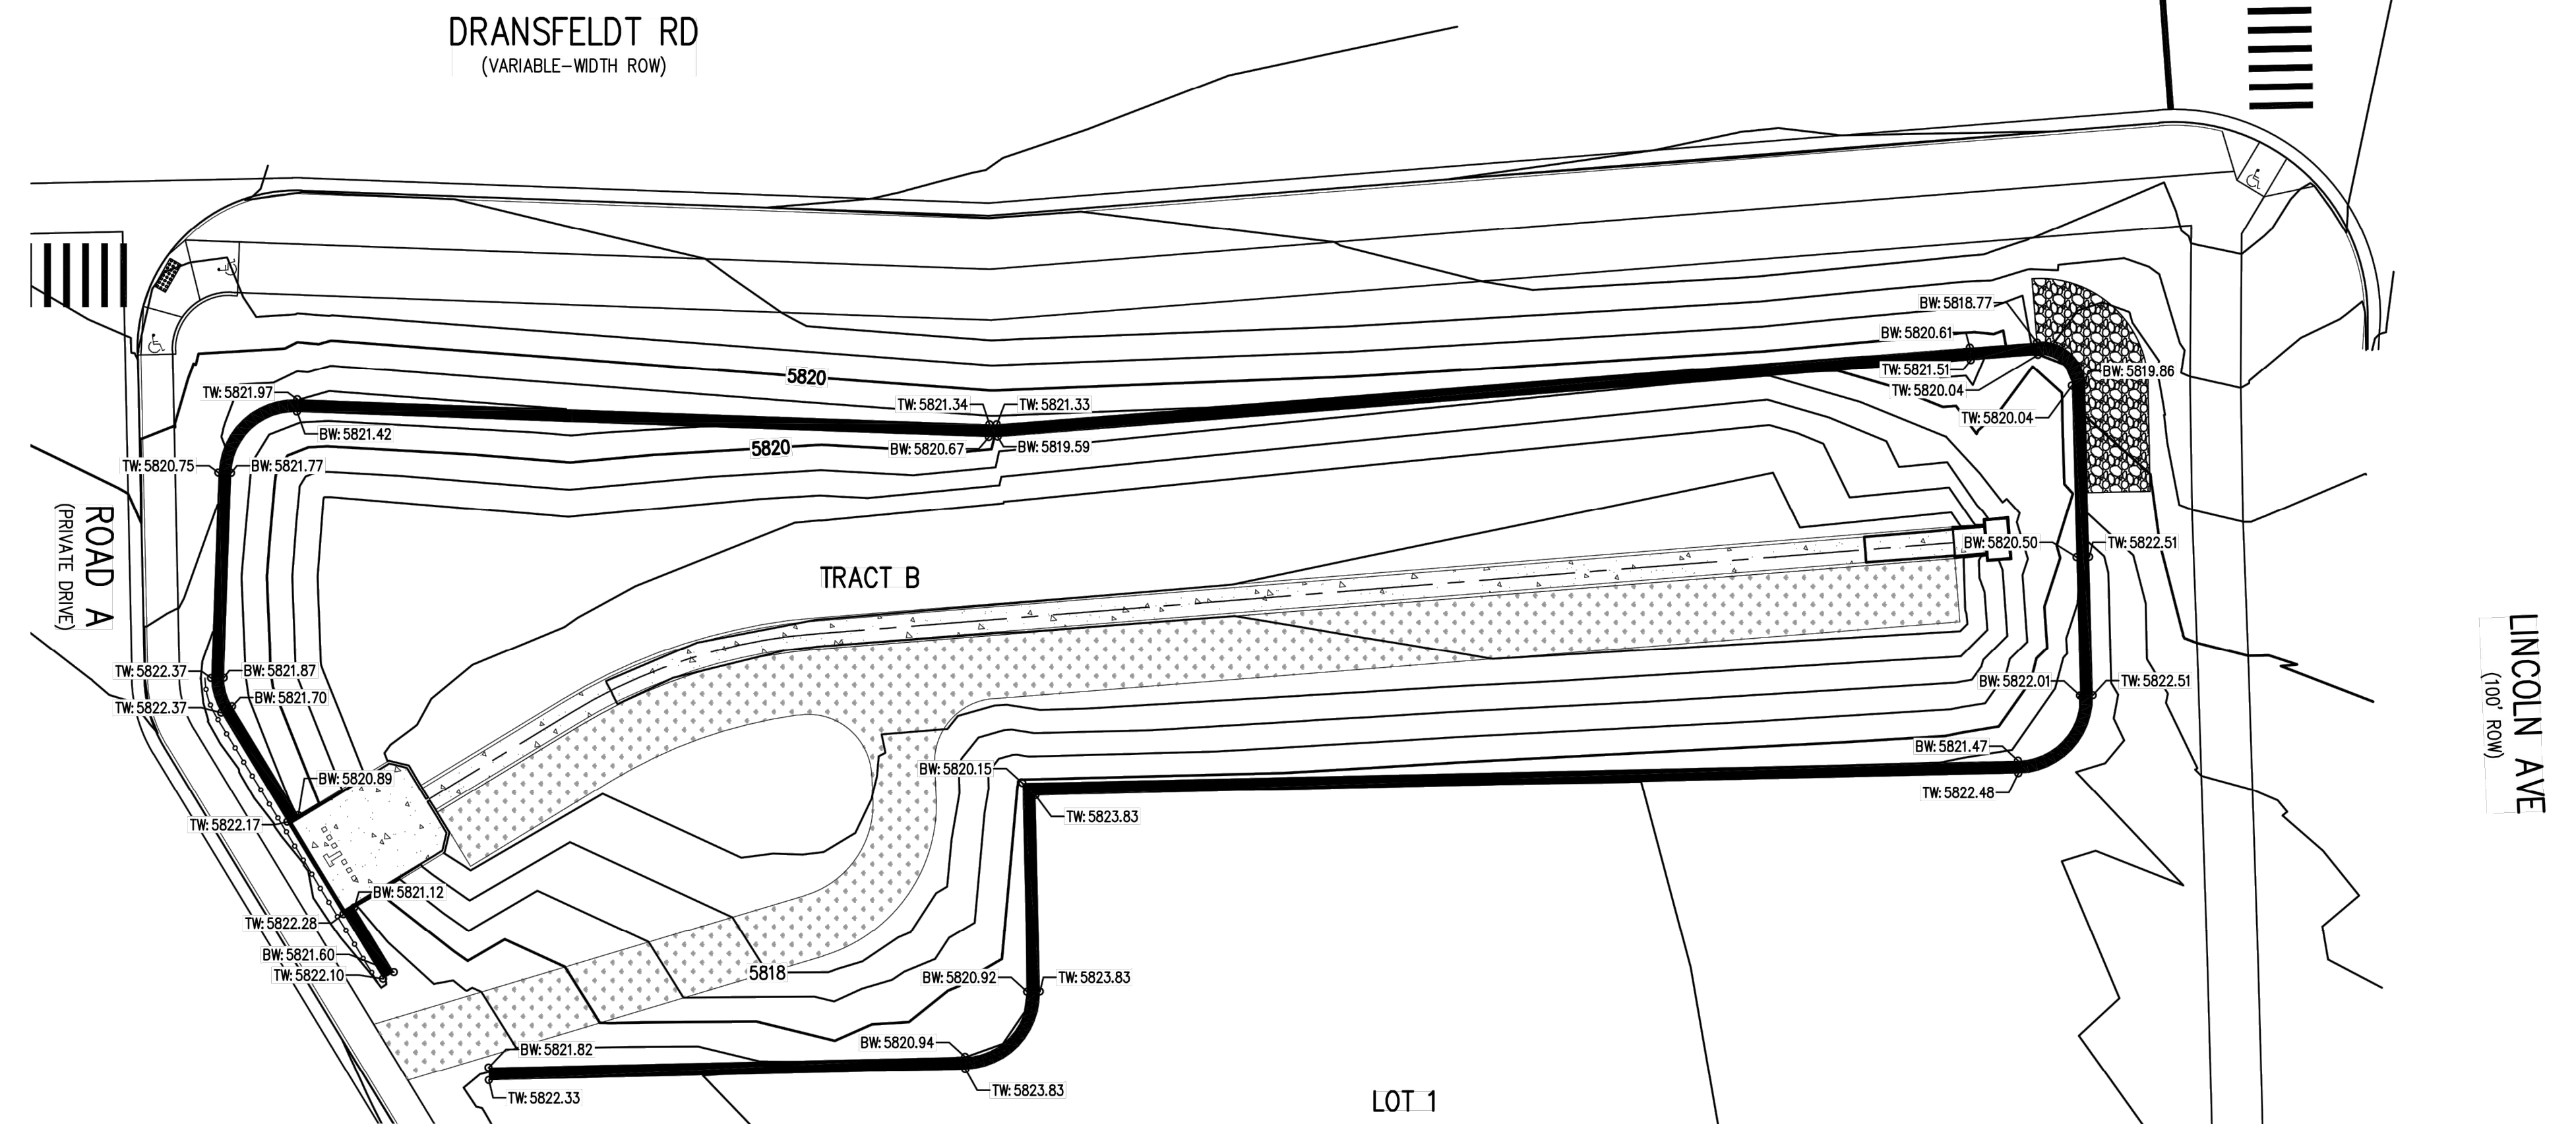 DRANSFELDT RD
(VARIABLE-WIDTH ROW)
BW: 5818.77
BW: 5820.61
TW: 5821.51
BW: 5819.86
5820
TW: 5821.97
TW: 5820.04
TW: 5821.34
TW: 5821.33
TW: 5820.04
BW: 5821.42
5820
BW: 5820.67
BW: 5819.59
TW: 5820.75
BW: 5821.77
ROAD A
(PRIVATE DRIVE)
BW: 5820.50
TW: 5822.51
TRACT B
TW: 5822.37
BW: 5821.87
BW: 5822.01
TW: 5822.51
LINCOLN AVE
(100' ROW)
BW: 5821.70
TW: 5822.37
BW: 5821.47
BW: 5820.15
BW: 5820.89
TW: 5822.48
TW: 5823.83
TW: 5822.17
BW: 5821.12
TW: 5822.28
BW: 5821.60
TW: 5822.10
5818
BW: 5820.92
TW: 5823.83
BW: 5820.94
BW: 5821.82
TW: 5823.83
TW: 5822.33
LOT 1